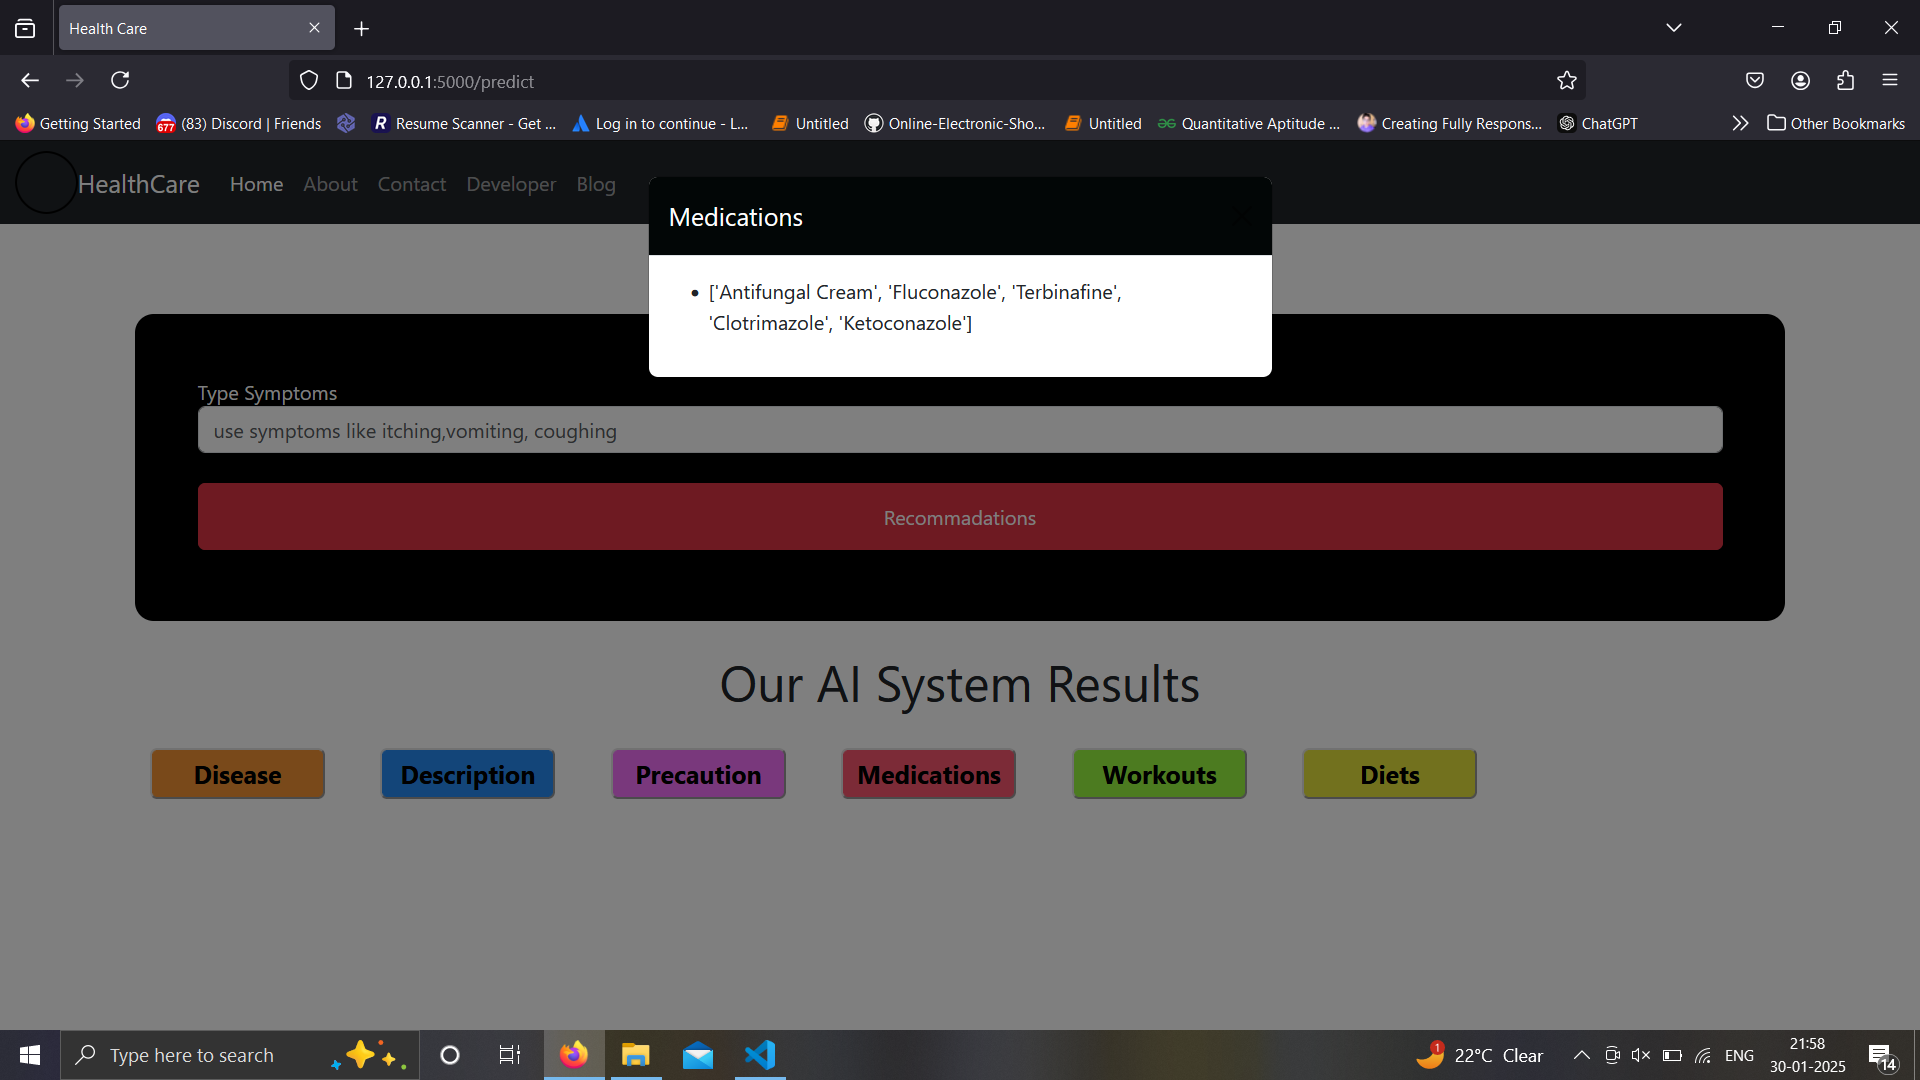 Health Care
127.0.0.1:5000/predict
Getting Started
677
(83) Discord | Friends
R
Resume Scanner - Get ...
Log in to continue - L...
Untitled
Online-Electronic-Sho...
Untitled
Quantitative Aptitude ...
Creating Fully Respons...
ChatGPT
Other Bookmarks
HealthCare
Home
About
Contact
Developer
Blog
Medications
['Antifungal Cream', 'Fluconazole', 'Terbinafine',
'Clotrimazole', 'Ketoconazole']
Type Symptoms
use symptoms like itching,vomiting, coughing
Recommadations
Our AI System Results
Disease
Description
Precaution
Medications
Workouts
Diets
Type here to search
1
22°C Clear
ENG
21:58
30-01-2025
14